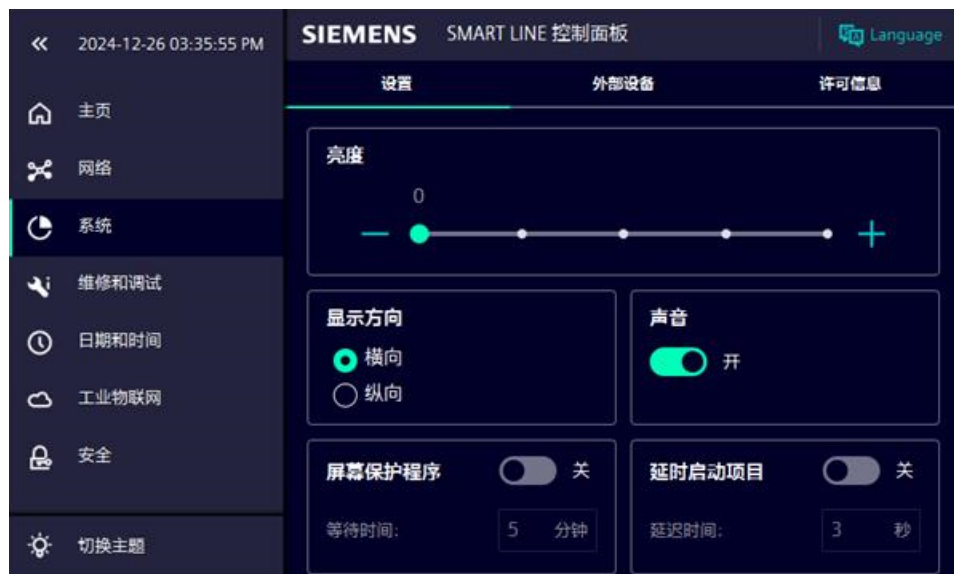 2024-12-26 03:35:55 PM
SIEMENS SMART LINE 控制面板
Language
设置 外部设备 许可信息
主页
网络
系统
维修和调试
日期和时间
工业物联网
安全
切换主题
亮度
0
显示方向
横向
纵向
声音
开
屏幕保护程序 关
等待时间: 5 分钟
延时启动项目 关
延迟时间: 3 秒